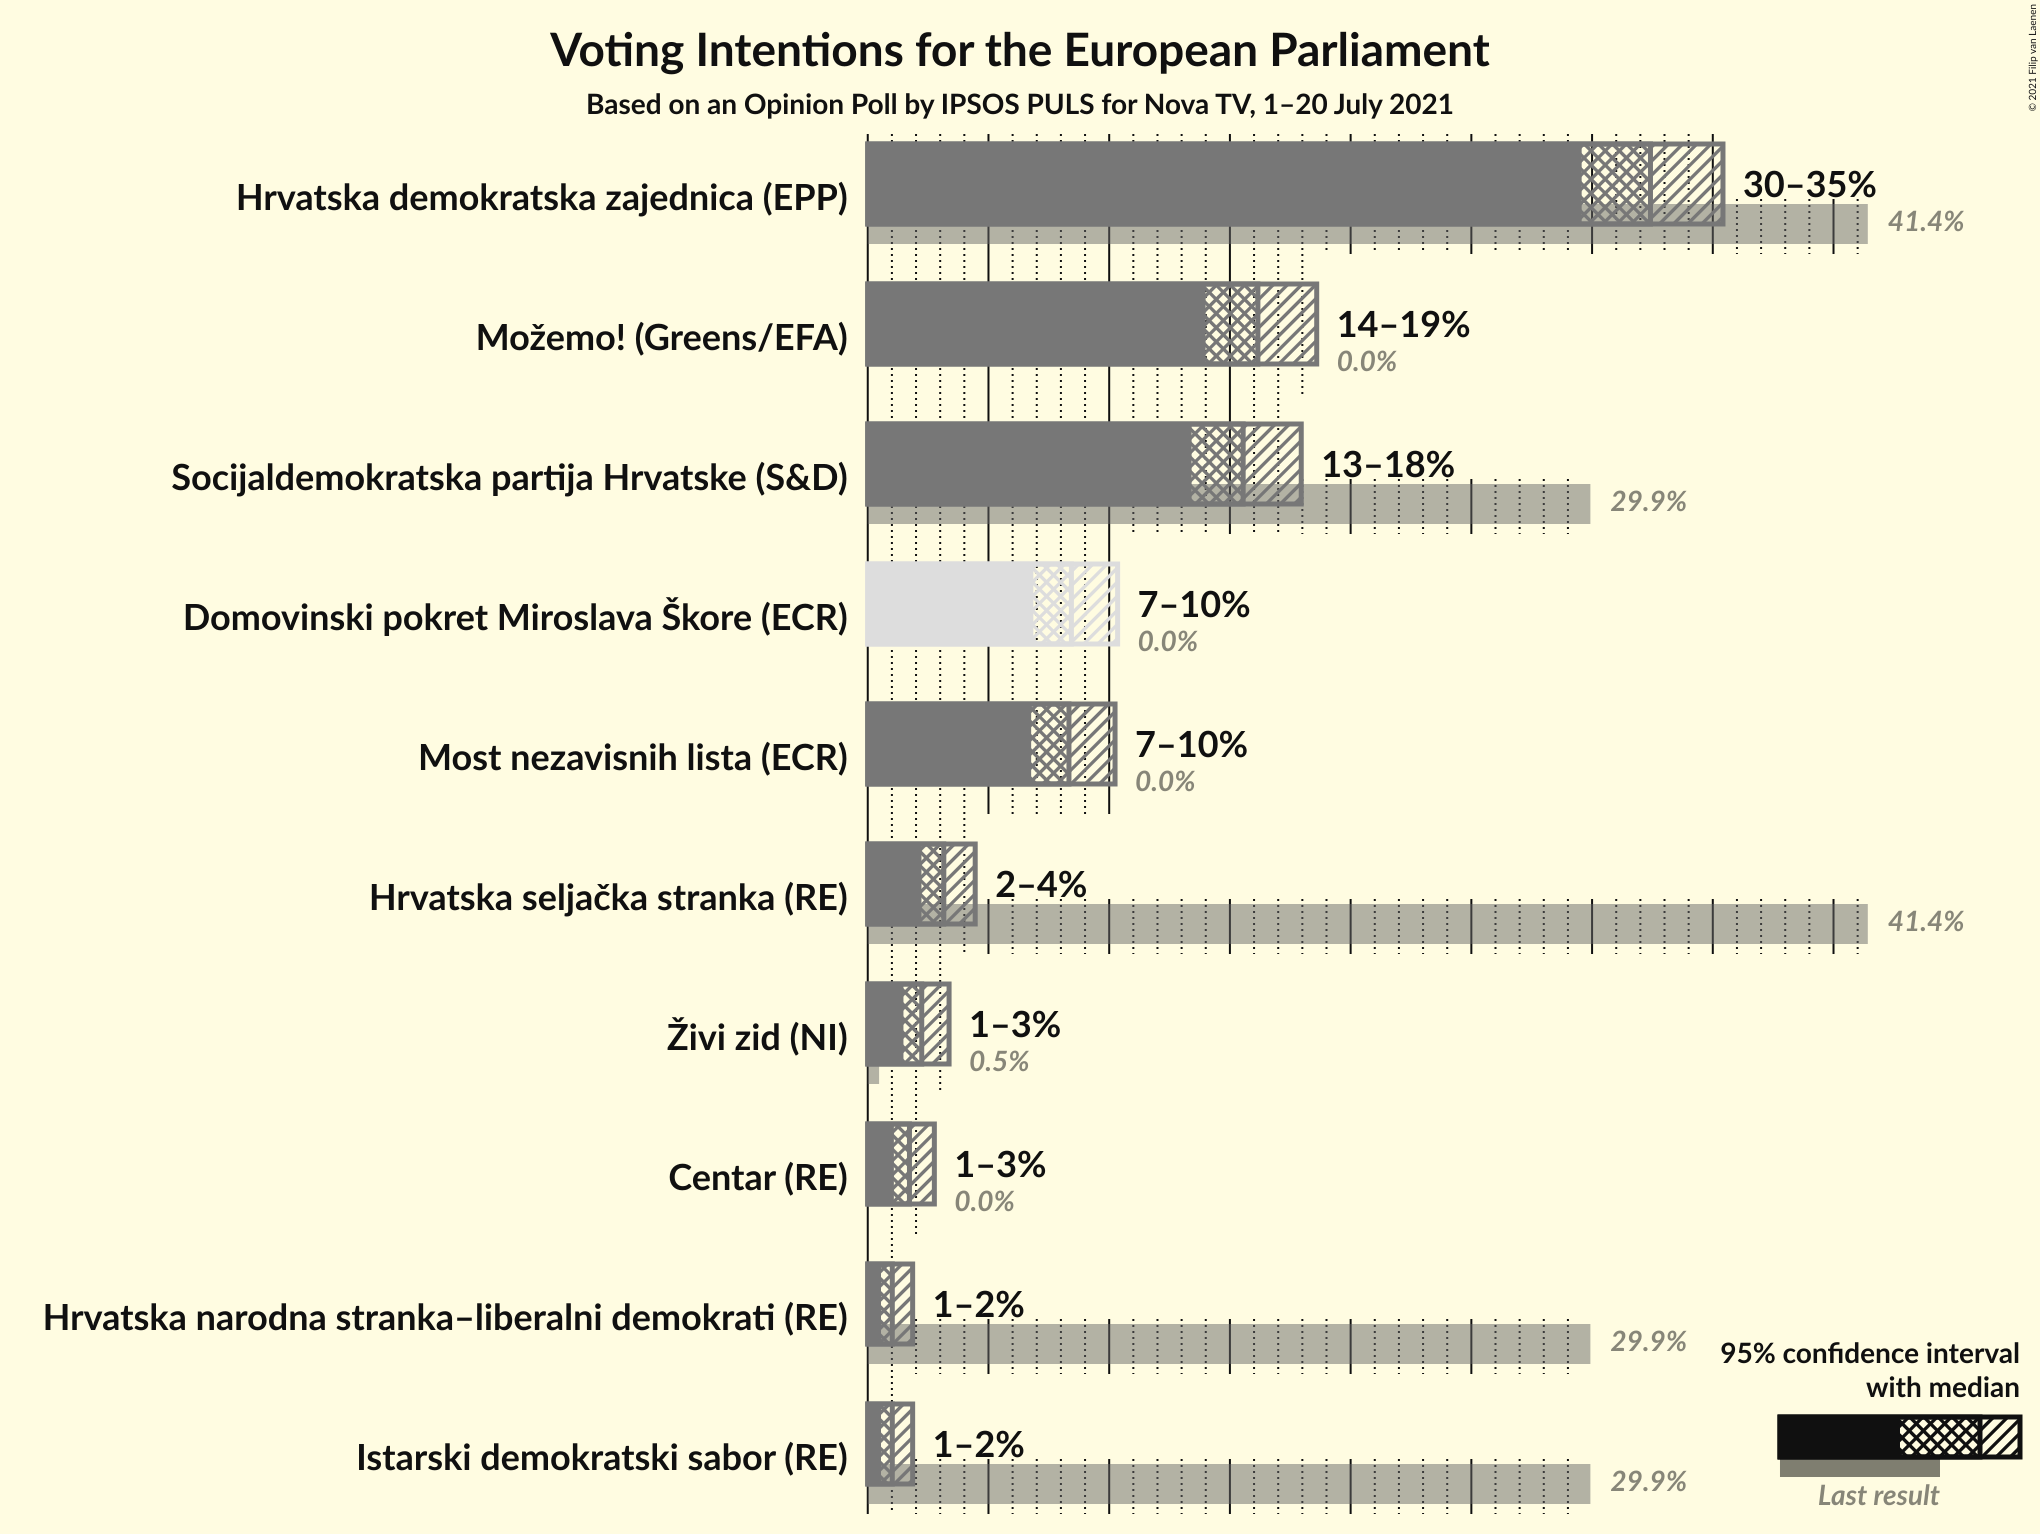 © 2021 Filip van Laenen
Voting Intentions for the European Parliament
Based on an Opinion Poll by IPSOS PULS for Nova TV, 1–20 July 2021
Hrvatska demokratska zajednica (EPP)
30–35%
41.4%
Možemo! (Greens/EFA)
14–19%
0.0%
Socijaldemokratska partija Hrvatske (S&D)
13–18%
29.9%
Domovinski pokret Miroslava Škore (ECR)
7–10%
0.0%
Most nezavisnih lista (ECR)
7–10%
0.0%
Hrvatska seljačka stranka (RE)
2–4%
41.4%
Živi zid (NI)
1–3%
0.5%
Centar (RE)
1–3%
0.0%
Hrvatska narodna stranka–liberalni demokrati (RE)
1–2%
29.9%
Istarski demokratski sabor (RE)
1–2%
29.9%
95% confidence interval
with median
Last result